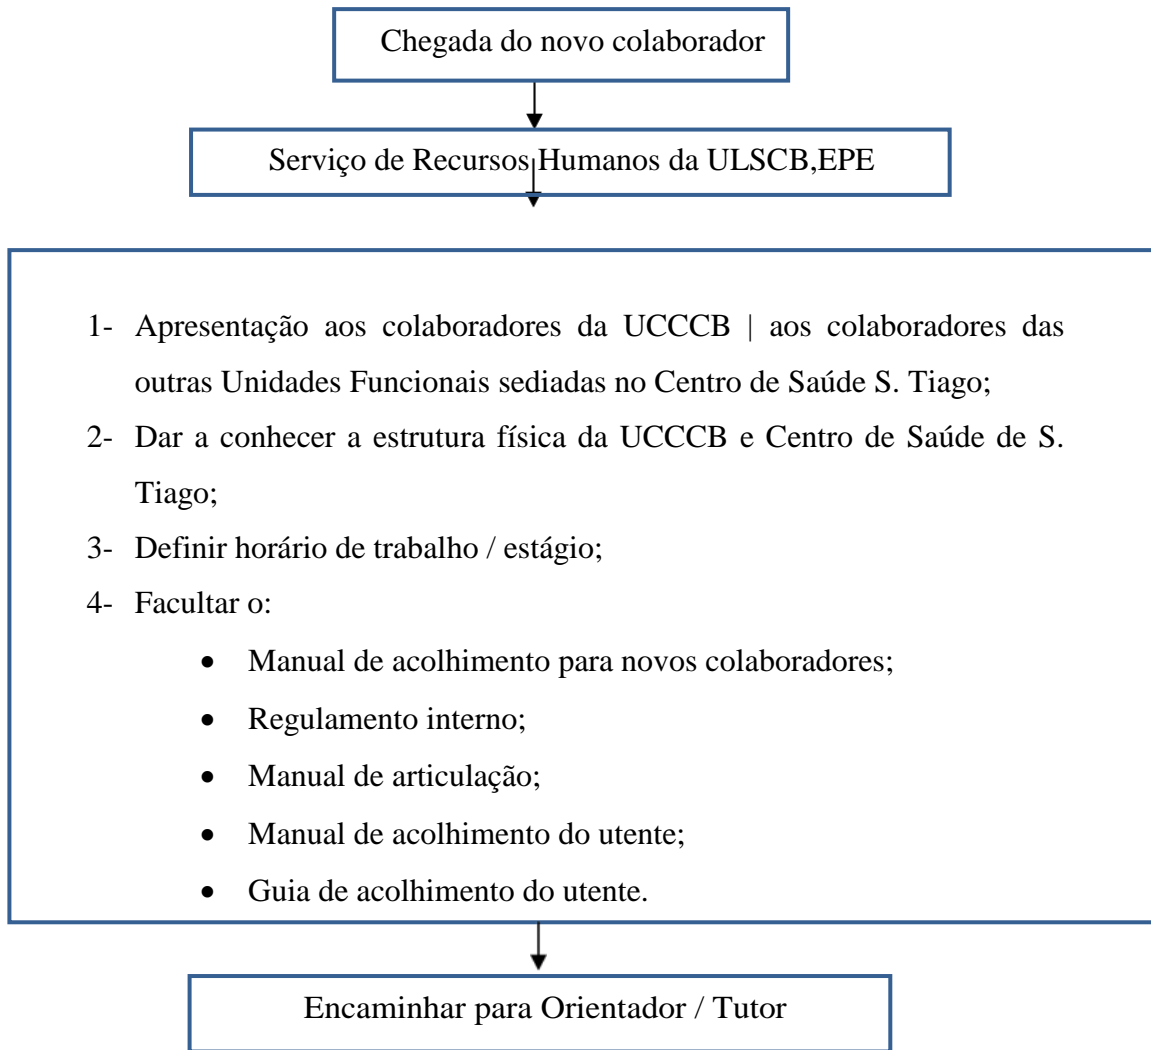 Chegada do novo colaborador
Serviço de Recursos Humanos da ULSCB,EPE
1- Apresentação aos colaboradores da UCCCB | aos colaboradores das
outras Unidades Funcionais sediadas no Centro de Saúde S. Tiago;
2- Dar a conhecer a estrutura física da UCCCB e Centro de Saúde de S.
Tiago;
3- Definir horário de trabalho / estágio;
4- Facultar o:
• Manual de acolhimento para novos colaboradores;
• Regulamento interno;
• Manual de articulação;
• Manual de acolhimento do utente;
• Guia de acolhimento do utente.
Encaminhar para Orientador / Tutor